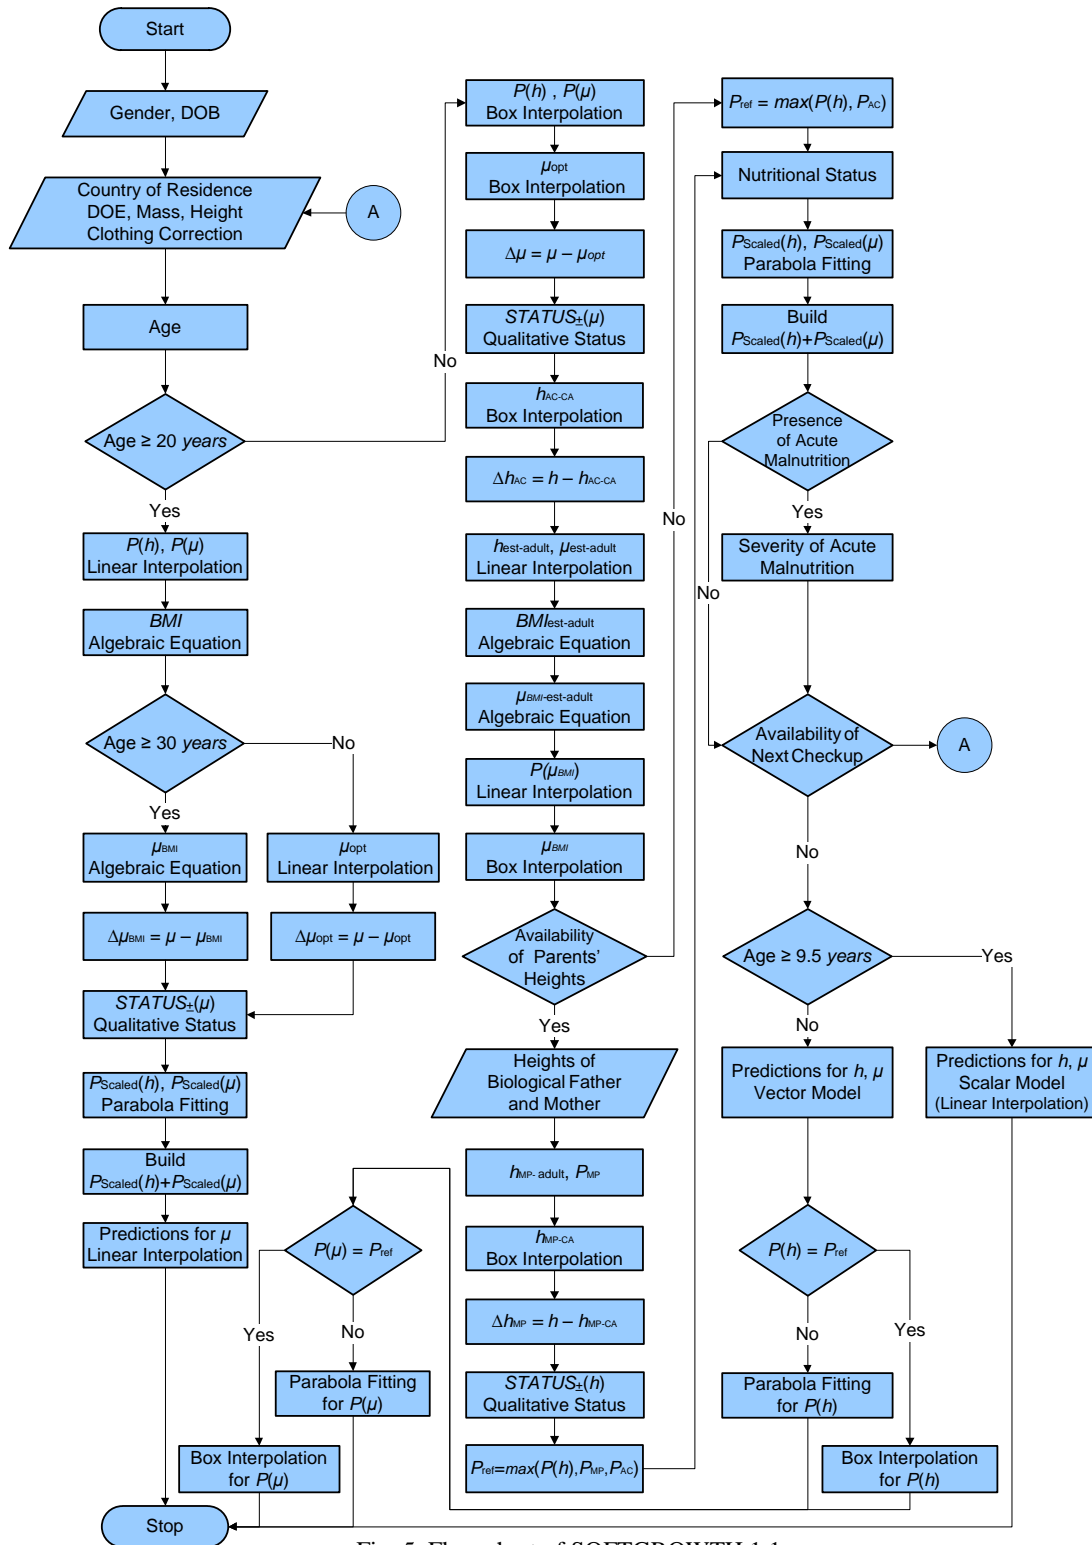 Start
Gender, DOB
Country of Residence
DOE, Mass, Height
Clothing Correction
A
Age
Age ≥ 20 years
No
Yes
P(h), P(μ)
Linear Interpolation
BMI
Algebraic Equation
Age ≥ 30 years
No
Yes
μBMI
Algebraic Equation
μopt
Linear Interpolation
ΔμBMI = μ – μBMI
Δμopt = μ – μopt
STATUS±(μ)
Qualitative Status
PScaled(h), PScaled(μ)
Parabola Fitting
Build
PScaled(h)+PScaled(μ)
Predictions for μ
Linear Interpolation
P(μ) = Pref
Yes
No
Parabola Fitting
for P(μ)
Box Interpolation
for P(μ)
Stop
P(h) , P(μ)
Box Interpolation
μopt
Box Interpolation
Δμ = μ – μopt
STATUS±(μ)
Qualitative Status
hAC-CA
Box Interpolation
ΔhAC = h – hAC-CA
hest-adult, μest-adult
Linear Interpolation
BMIest-adult
Algebraic Equation
μBMI-est-adult
Algebraic Equation
P(μBMI)
Linear Interpolation
μBMI
Box Interpolation
Availability
of Parents'
Heights
No
Yes
Heights of
Biological Father
and Mother
hMP- adult, PMP
hMP-CA
Box Interpolation
ΔhMP = h – hMP-CA
STATUS±(h)
Qualitative Status
Pref=max(P(h),PMP,PAC)
Pref = max(P(h), PAC)
Nutritional Status
PScaled(h), PScaled(μ)
Parabola Fitting
Build
PScaled(h)+PScaled(μ)
Presence
of Acute
Malnutrition
No
Yes
Severity of Acute
Malnutrition
Availability of
Next Checkup
A
No
Age ≥ 9.5 years
Yes
No
Predictions for h, μ
Vector Model
Predictions for h, μ
Scalar Model
(Linear Interpolation)
P(h) = Pref
No
Yes
Parabola Fitting
for P(h)
Box Interpolation
for P(h)